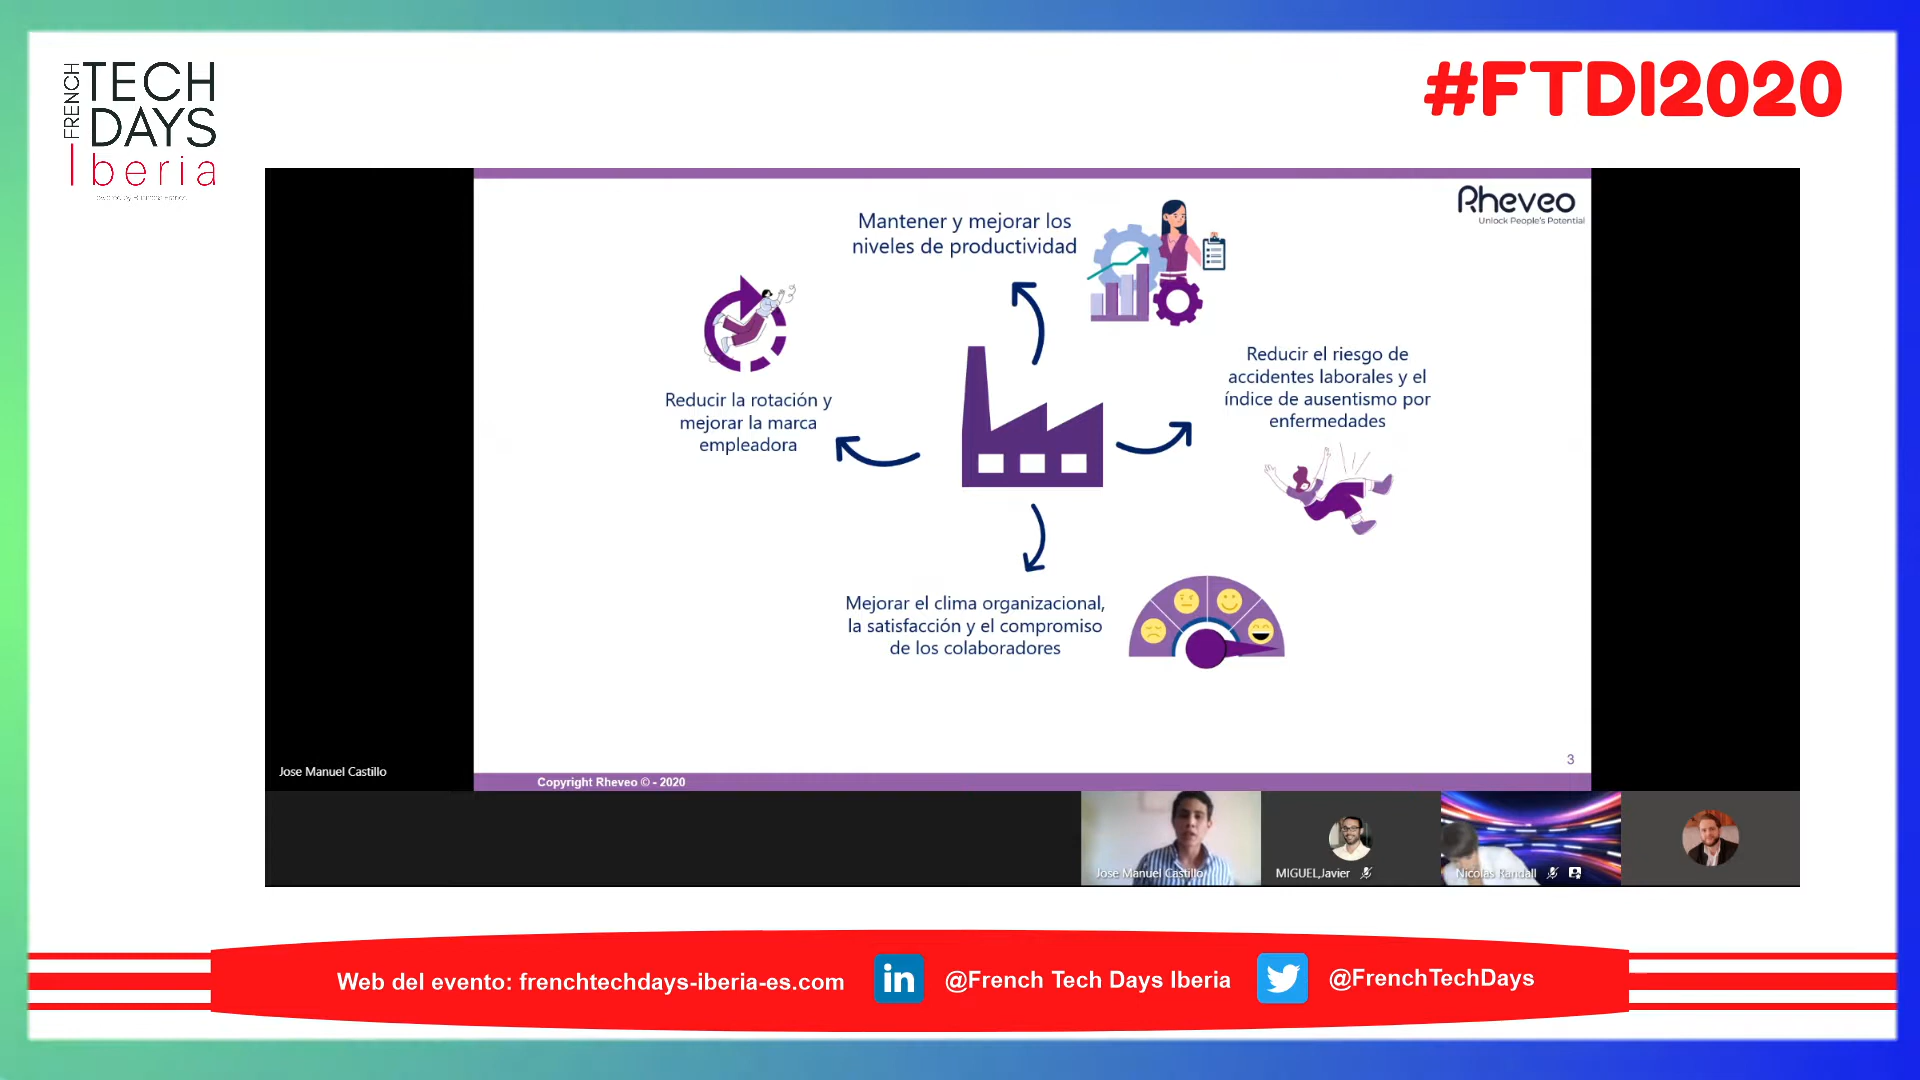 FRENCH
TECH
DAYS
Iberia
#FTDI2020
Rheveo
Unlock People's Potential
Mantener y mejorar los
niveles de productividad
Reducir el riesgo de
accidentes laborales y el
índice de ausentismo por
enfermedades
Reducir la rotación y
mejorar la marca
empleadora
Mejorar el clima organizacional,
la satisfacción y el compromiso
de los colaboradores
3
Jose Manuel Castillo
Copyright Rheveo © - 2020
Jose Manuel Castillo
MIGUEL,Javier
Nicolas Randall
Web del evento: frenchtechdays-iberia-es.com
in
@French Tech Days Iberia
@FrenchTechDays